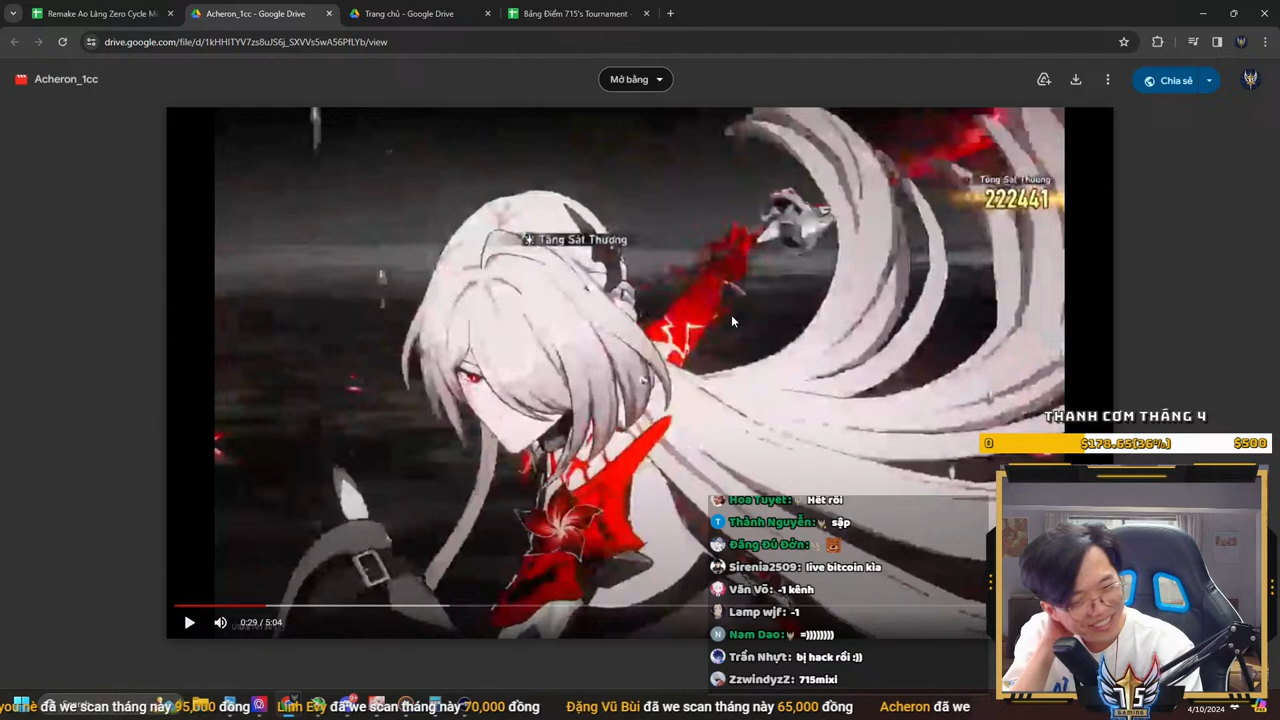 Remake Ao Làng Zero Cycle M
Acheron_1cc - Google Drive
Trang chủ - Google Drive
Bảng Điểm 715's Tournament -
drive.google.com/file/d/1kHHITYV7zs8uJS6j_SXVVs5wA56PfLYb/view
Acheron_1cc
Mở bằng
Chia sẻ
Tổng Sát Thương
222441
Tăng Sát Thương
THANH CƠM THÁNG 4
0 $178.65(36%) $500
Hoa Tuyet: Hết rồi
Thành Nguyễn: sập
Đăng Đú Đởn:
Sirenia2509: live bitcoin kìa
Văn Võ: -1 kênh
Lamp wjf: -1
Nam Dao: =))))))))
Trần Nhựt: bị hack rồi :))
ZzwindyzZ: 715mixi
0:29 / 5:04
đã we scan tháng này 95,000 đồng Linh Evy đã we scan tháng này 70,000 đồng Đặng Vũ Bùi đã we scan tháng này 65,000 đồng Acheron đã we
715
GAMING
4/10/2024